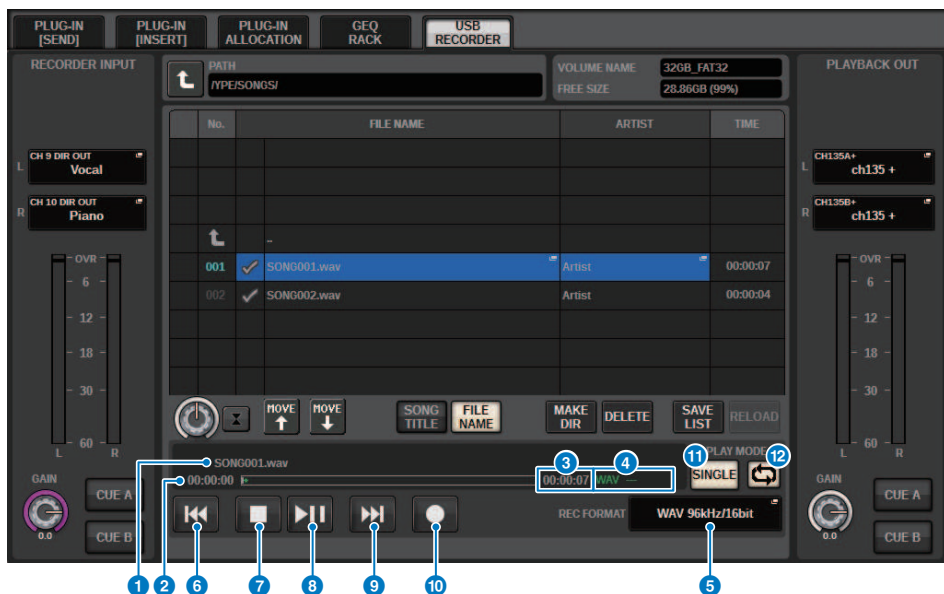 PLUG-IN [SEND]
PLUG-IN [INSERT]
PLUG-IN ALLOCATION
GEQ RACK
USB RECORDER
RECORDER INPUT
PATH
/YPE/SONGS/
VOLUME NAME 32GB_FAT32
FREE SIZE 28.86GB (99%)
PLAYBACK OUT
No. FILE NAME ARTIST TIME
L CH 9 DIR OUT
Vocal
R CH 10 DIR OUT
Piano
L CH135A+
ch135 +
R CH135B+
ch135 +
001 SONG001.wav Artist 00:00:07
002 SONG002.wav Artist 00:00:04
OVR
6
12
18
30
60
L R
OVR
6
12
18
30
60
L R
MOVE
MOVE
SONG TITLE
FILE NAME
MAKE DIR
DELETE
SAVE LIST
RELOAD
SONG001.wav
00:00:00
3
00:00:07
4
WAV ---
PLAY MODE
11
SINGLE
12
REC FORMAT WAV 96kHz/16bit
GAIN
0.0
CUE A
CUE B
GAIN
0.0
CUE A
CUE B
1 2 6 7 8 9 10 5